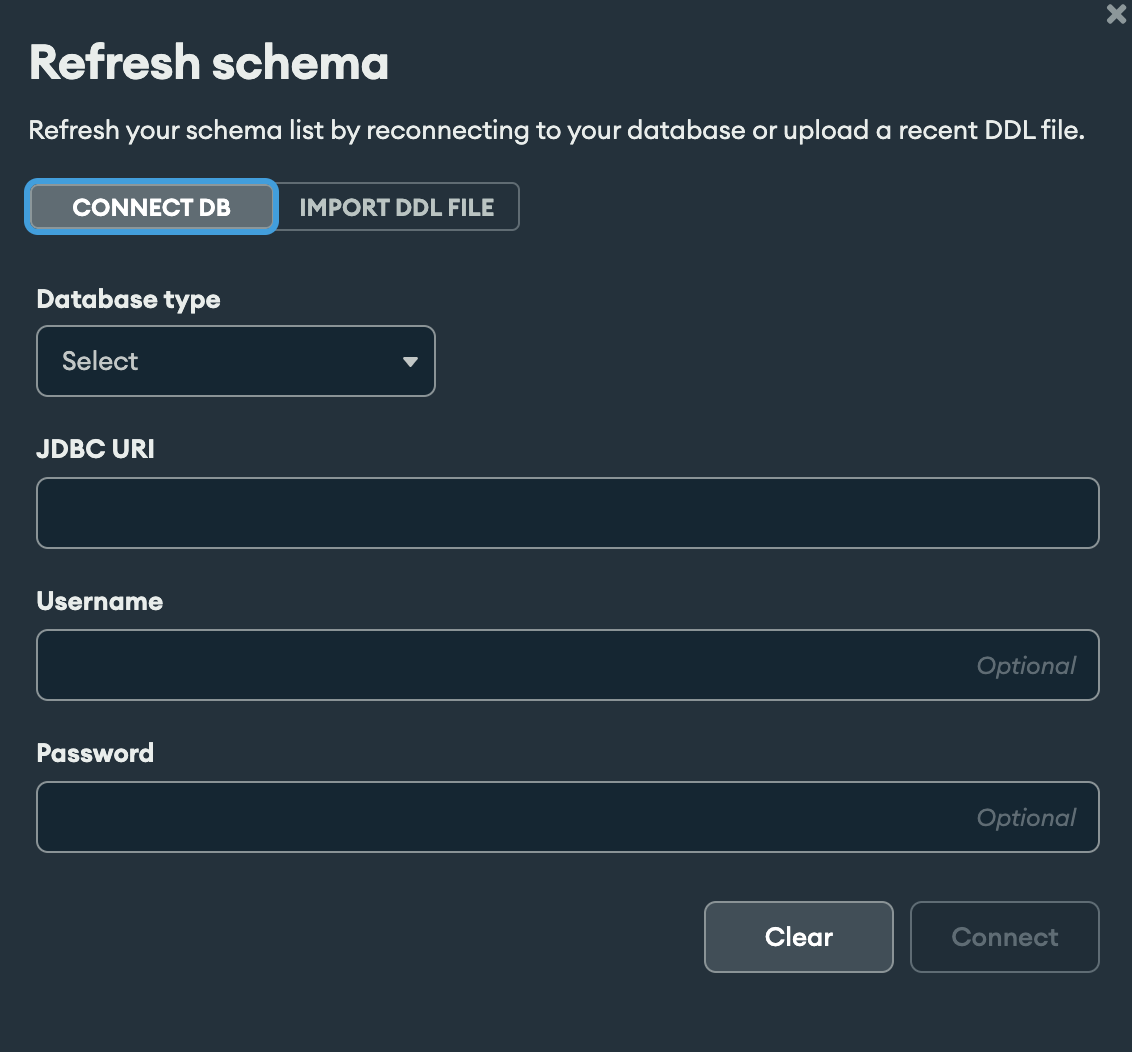 Refresh schema
Refresh your schema list by reconnecting to your database or upload a recent DDL file.
CONNECT DB
IMPORT DDL FILE
Database type
Select
JDBC URI
Username
Optional
Password
Optional
Clear
Connect